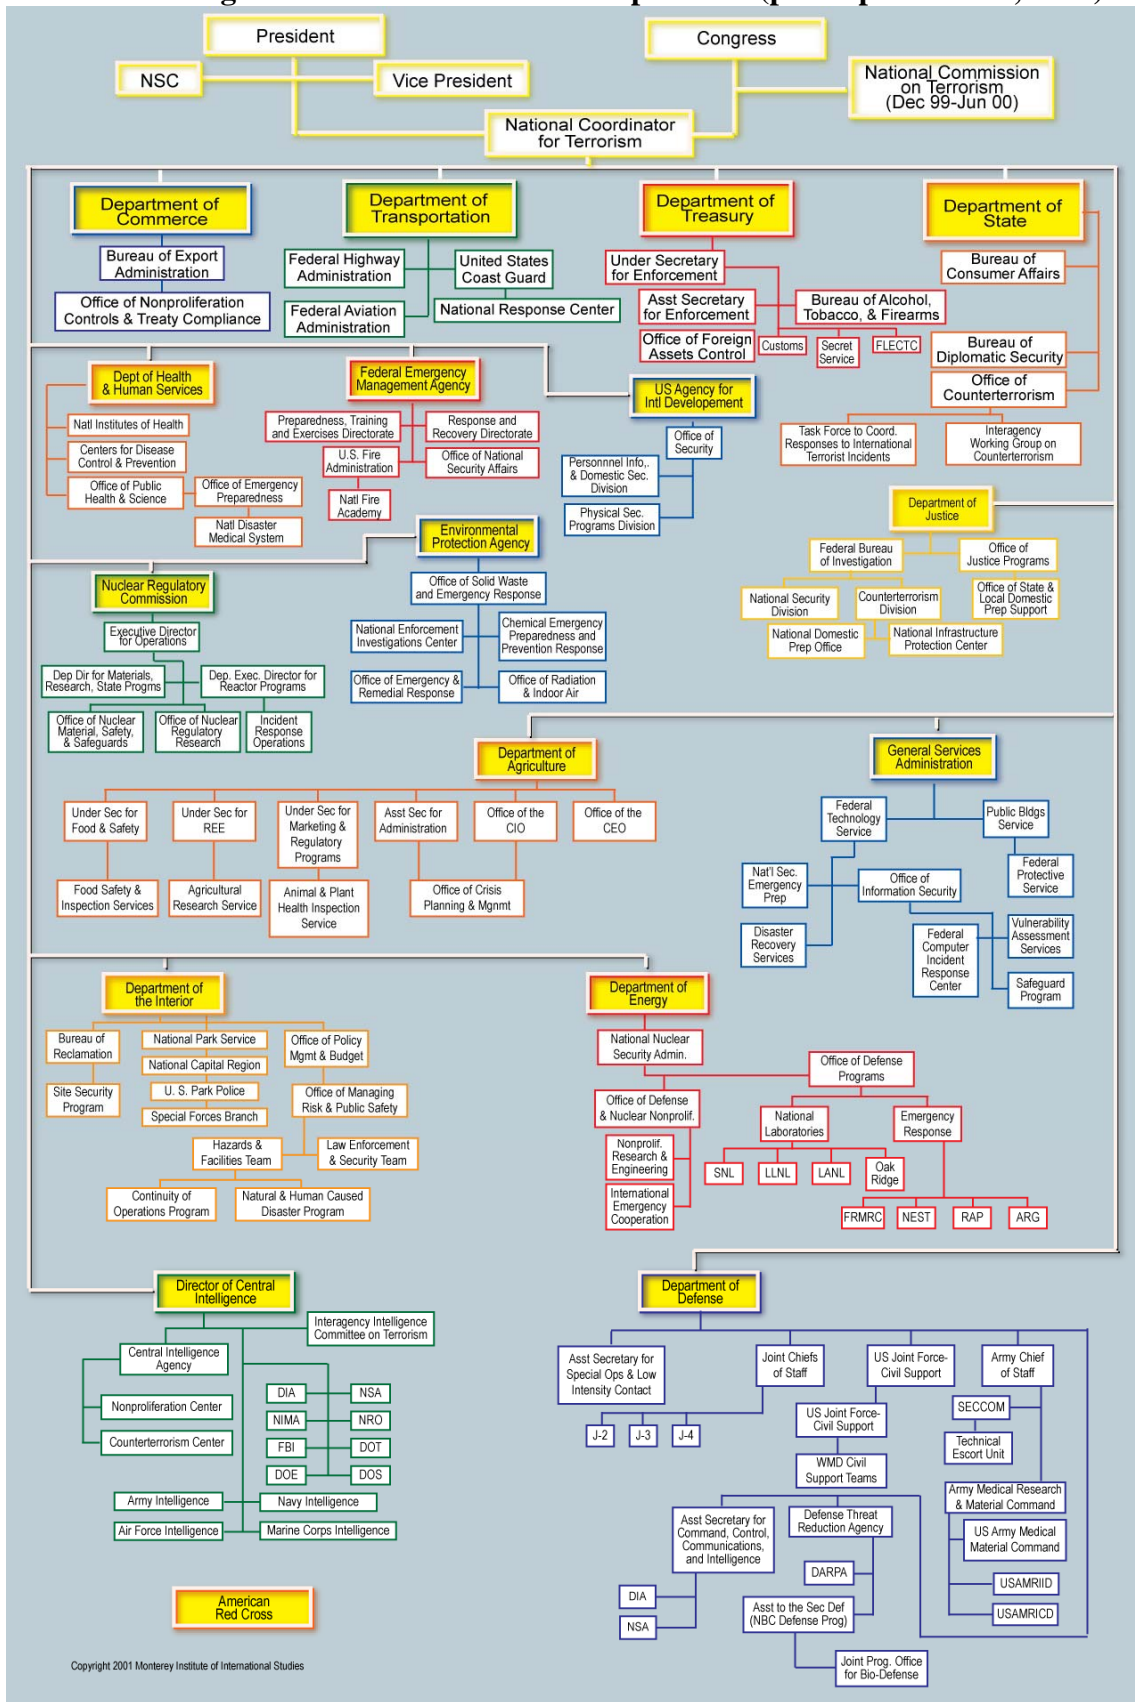 President
Congress
NSC
Vice President
National Commission
on Terrorism
(Dec 99-Jun 00)
National Coordinator
for Terrorism
Department of
Commerce
Department of
Transportation
Department of
Treasury
Department of
State
Bureau of Export
Administration
Office of Nonproliferation
Controls & Treaty Compliance
Federal Highway
Administration
United States
Coast Guard
Federal Aviation
Administration
National Response Center
Under Secretary
for Enforcement
Asst Secretary
for Enforcement
Bureau of Alcohol,
Tobacco, & Firearms
Office of Foreign
Assets Control
Customs
Secret
Service
FLECTC
Bureau of
Consumer Affairs
Bureau of
Diplomatic Security
Office of
Counterterrorism
Task Force to Coord.
Responses to International
Terrorist Incidents
Interagency
Working Group on
Counterterrorism
Dept of Health
& Human Services
Natl Institutes of Health
Centers for Disease
Control & Prevention
Office of Public
Health & Science
Office of Emergency
Preparedness
Natl Disaster
Medical System
Federal Emergency
Management Agency
Preparedness, Training
and Exercises Directorate
Response and
Recovery Directorate
U.S. Fire
Administration
Office of National
Security Affairs
Natl Fire
Academy
US Agency for
Intl Developement
Office of
Security
Personnnel Info,.
& Domestic Sec.
Division
Physical Sec.
Programs Division
Department of
Justice
Federal Bureau
of Investigation
Office of
Justice Programs
National Security
Division
Counterterrorism
Division
Office of State &
Local Domestic
Prep Support
National Domestic
Prep Office
National Infrastructure
Protection Center
Environmental
Protection Agency
Office of Solid Waste
and Emergency Response
National Enforcement
Investigations Center
Chemical Emergency
Preparedness and
Prevention Response
Office of Emergency &
Remedial Response
Office of Radiation
& Indoor Air
Nuclear Regulatory
Commission
Executive Director
for Operations
Dep Dir for Materials,
Research, State Progms
Dep. Exec. Director for
Reactor Programs
Office of Nuclear
Material, Safety,
& Safeguards
Office of Nuclear
Regulatory
Research
Incident
Response
Operations
Department of
Agriculture
Under Sec for
Food & Safety
Under Sec for
REE
Under Sec for
Marketing &
Regulatory
Programs
Asst Sec for
Administration
Office of the
CIO
Office of the
CEO
Food Safety &
Inspection Services
Agricultural
Research Service
Animal & Plant
Health Inspection
Service
Office of Crisis
Planning & Mgnmt
General Services
Administration
Federal
Technology
Service
Public Bldgs
Service
Nat'l Sec.
Emergency
Prep
Office of
Information Security
Federal
Protective
Service
Disaster
Recovery
Services
Federal
Computer
Incident
Response
Center
Vulnerability
Assessment
Services
Safeguard
Program
Department of
the Interior
Bureau of
Reclamation
National Park Service
Office of Policy
Mgmt & Budget
National Capital Region
Site Security
Program
U. S. Park Police
Office of Managing
Risk & Public Safety
Special Forces Branch
Hazards &
Facilities Team
Law Enforcement
& Security Team
Continuity of
Operations Program
Natural & Human Caused
Disaster Program
Department of
Energy
National Nuclear
Security Admin.
Office of Defense
Programs
Office of Defense
& Nuclear Nonprolif.
National
Laboratories
Emergency
Response
Nonprolif.
Research &
Engineering
SNL
LLNL
LANL
Oak
Ridge
International
Emergency
Cooperation
FRMRC
NEST
RAP
ARG
Director of Central
Intelligence
Interagency Intelligence
Committee on Terrorism
Central Intelligence
Agency
Nonproliferation Center
Counterterrorism Center
DIA
NSA
NIMA
NRO
FBI
DOT
DOE
DOS
Army Intelligence
Navy Intelligence
Air Force Intelligence
Marine Corps Intelligence
Department of
Defense
Asst Secretary for
Special Ops & Low
Intensity Contact
Joint Chiefs
of Staff
US Joint Force-
Civil Support
Army Chief
of Staff
J-2
J-3
J-4
US Joint Force-
Civil Support
SECCOM
Technical
Escort Unit
WMD Civil
Support Teams
Army Medical Research
& Material Command
Asst Secretary for
Command, Control,
Communications,
and Intelligence
Defense Threat
Reduction Agency
US Army Medical
Material Command
DARPA
USAMRIID
DIA
NSA
Asst to the Sec Def
(NBC Defense Prog)
USAMRICD
Joint Prog. Office
for Bio-Defense
American
Red Cross
Copyright 2001 Monterey Institute of International Studies